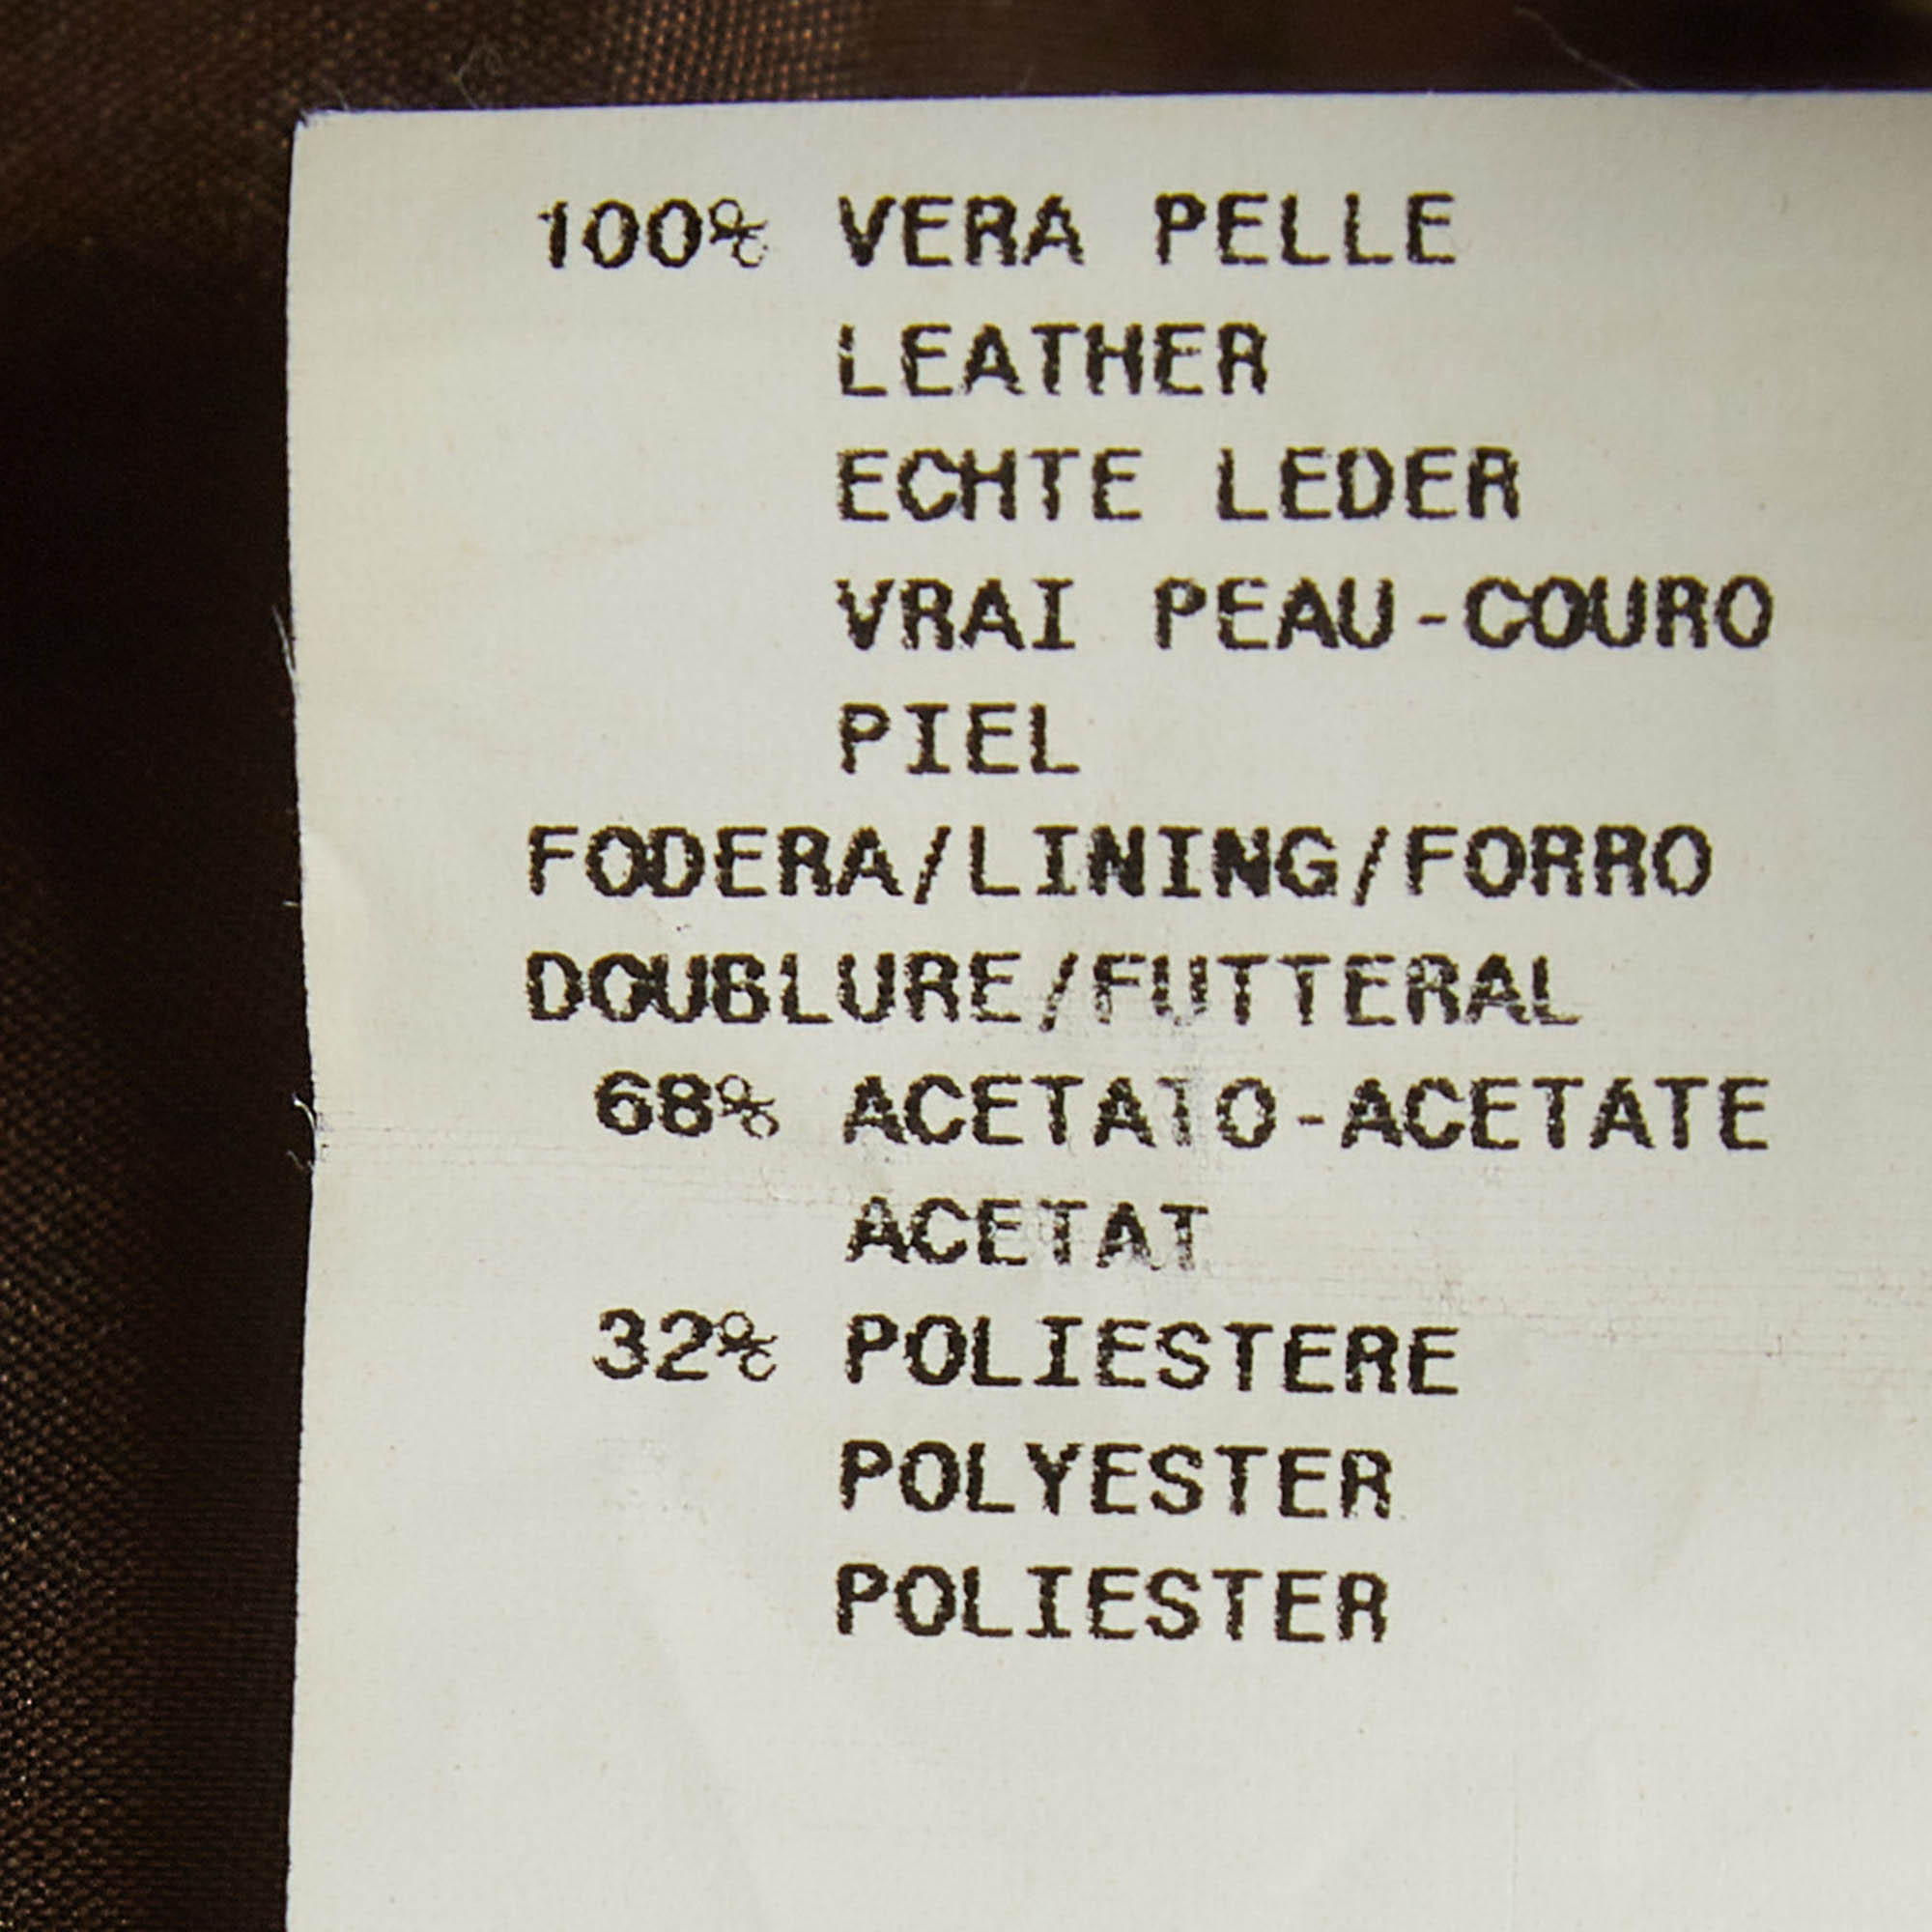 100% VERA PELLE
LEATHER
ECHTE LEDER
VRAI PEAU-COURO
PIEL
FODERA/LINING/FORRO
DOUBLURE/FUTTERAL
68% ACETATO-ACETATE
ACETAT
32% POLIESTERE
POLYESTER
POLIESTER